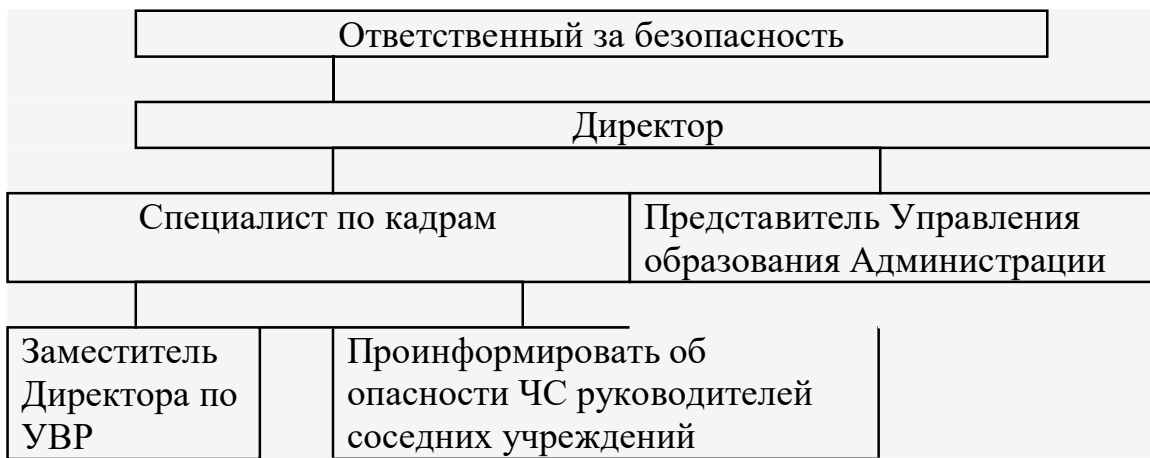 Ответственный за безопасность
Директор
Специалист по кадрам
Представитель Управления
образования Администрации
Заместитель
Директора по
УВР
Проинформировать об
опасности ЧС руководителей
соседних учреждений